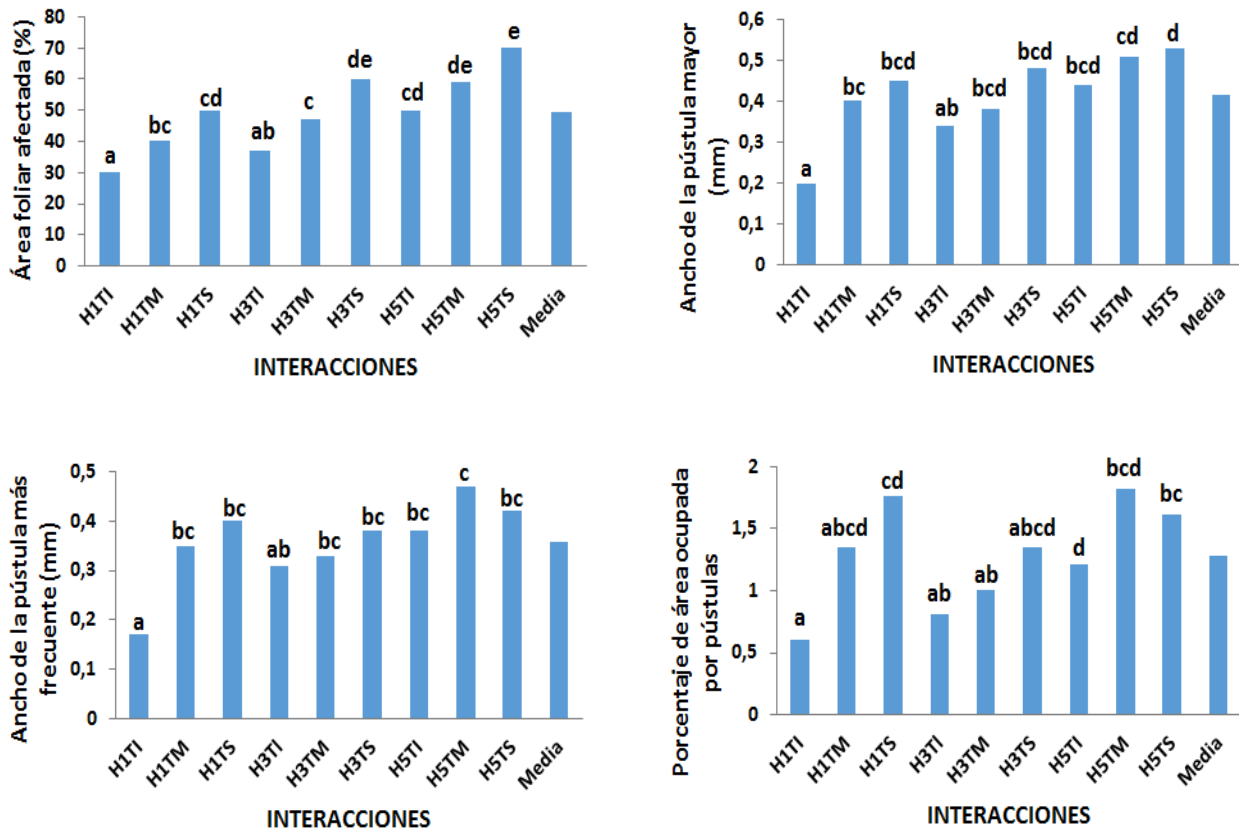 Área foliar afectada (%)
80
70
60
50
40
30
20
10
0
a
bc
cd
ab
c
de
cd
de
e
H1TI
H1TM
H1TS
H3TI
H3TM
H3TS
H5TI
H5TM
H5TS
Media
INTERACCIONES
Ancho de la pústula mayor
(mm)
0,6
0,5
0,4
0,3
0,2
0,1
0
a
bc
bcd
ab
bcd
bcd
bcd
cd
d
H1TI
H1TM
H1TS
H3TI
H3TM
H3TS
H5TI
H5TM
H5TS
Media
INTERACCIONES
Ancho de la pústula más
frecuente (mm)
0,5
0,4
0,3
0,2
0,1
0
a
bc
bc
ab
bc
bc
bc
c
bc
H1TI
H1TM
H1TS
H3TI
H3TM
H3TS
H5TI
H5TM
H5TS
Media
INTERACCIONES
Porcentaje de área ocupada
por pústulas
2
1,5
1
0,5
0
a
abcd
cd
ab
ab
abcd
d
bcd
bc
H1TI
H1TM
H1TS
H3TI
H3TM
H3TS
H5TI
H5TM
H5TS
Media
INTERACCIONES